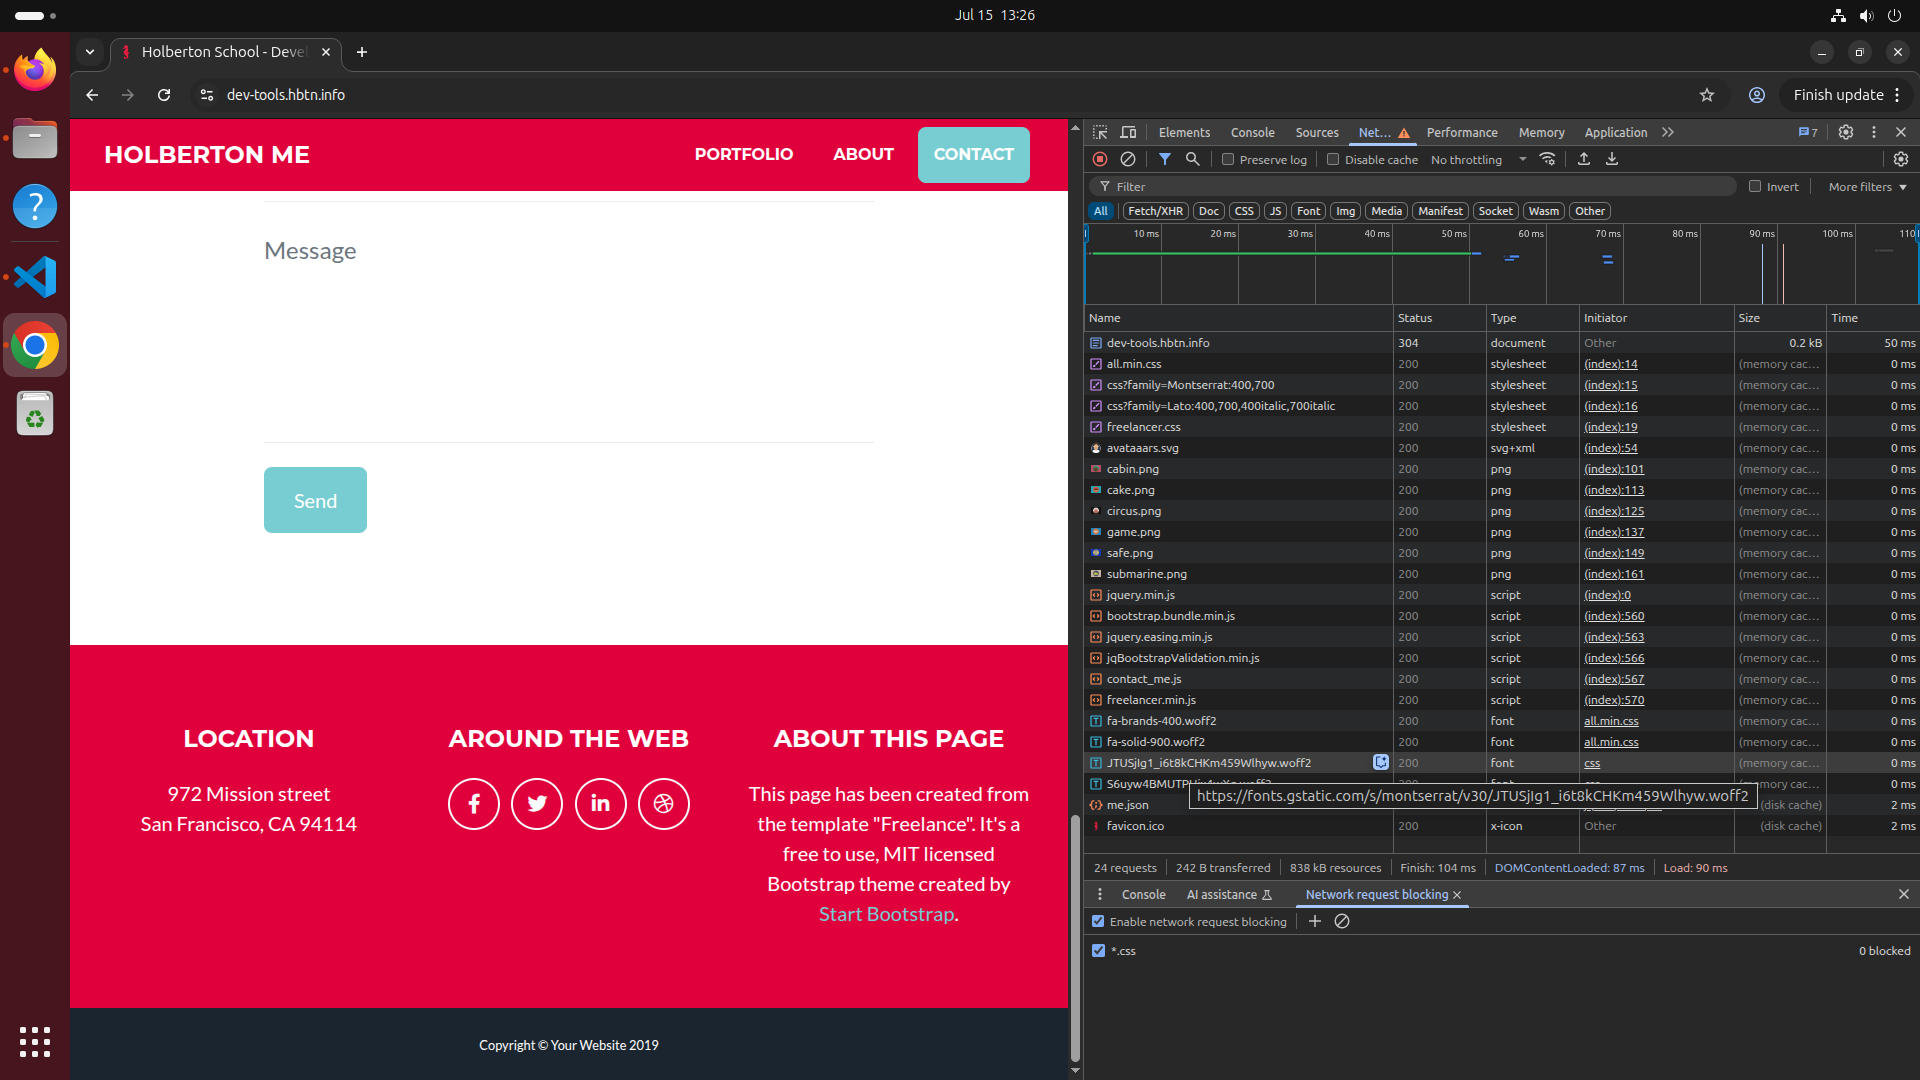 Jul 15 13:26
Holberton School - Deve
dev-tools.hbtn.info
Finish update
HOLBERTON ME
PORTFOLIO
ABOUT
CONTACT
Message
Send
LOCATION
972 Mission street
San Francisco, CA 94114
AROUND THE WEB
ABOUT THIS PAGE
This page has been created from
the template "Freelance". It's a
free to use, MIT licensed
Bootstrap theme created by
Start Bootstrap.
Copyright © Your Website 2019
Elements Console Sources Net... Performance Memory Application 7
Preserve log Disable cache No throttling
Filter Invert More filters
All Fetch/XHR Doc CSS JS Font Img Media Manifest Socket Wasm Other
10 ms 20 ms 30 ms 40 ms 50 ms 60 ms 70 ms 80 ms 90 ms 100 ms 110
Name Status Type Initiator Size Time
dev-tools.hbtn.info 304 document Other 0.2 kB 50 ms
all.min.css 200 stylesheet (index):14 (memory cac... 0 ms
css?family=Montserrat:400,700 200 stylesheet (index):15 (memory cac... 0 ms
css?family=Lato:400,700,400italic,700italic 200 stylesheet (index):16 (memory cac... 0 ms
freelancer.css 200 stylesheet (index):19 (memory cac... 0 ms
avataaars.svg 200 svg+xml (index):54 (memory cac... 0 ms
cabin.png 200 png (index):101 (memory cac... 0 ms
cake.png 200 png (index):113 (memory cac... 0 ms
circus.png 200 png (index):125 (memory cac... 0 ms
game.png 200 png (index):137 (memory cac... 0 ms
safe.png 200 png (index):149 (memory cac... 0 ms
submarine.png 200 png (index):161 (memory cac... 0 ms
jquery.min.js 200 script (index):0 (memory cac... 0 ms
bootstrap.bundle.min.js 200 script (index):560 (memory cac... 0 ms
jquery.easing.min.js 200 script (index):563 (memory cac... 0 ms
jqBootstrapValidation.min.js 200 script (index):566 (memory cac... 0 ms
contact_me.js 200 script (index):567 (memory cac... 0 ms
freelancer.min.js 200 script (index):570 (memory cac... 0 ms
fa-brands-400.woff2 200 font all.min.css (memory cac... 0 ms
fa-solid-900.woff2 200 font all.min.css (memory cac... 0 ms
JTUSjIg1_i6t8kCHKm459Wlhyw.woff2 200 font css (memory cac... 0 ms
0 ms
https://fonts.gstatic.com/s/montserrat/v30/JTUSjIg1_i6t8kCHKm459Wlhyw.woff2
me.json (disk cache) 2 ms
favicon.ico 200 x-icon Other (disk cache) 2 ms
24 requests 242 B transferred 838 kB resources Finish: 104 ms DOMContentLoaded: 87 ms Load: 90 ms
Console AI assistance Network request blocking
Enable network request blocking
*.css 0 blocked